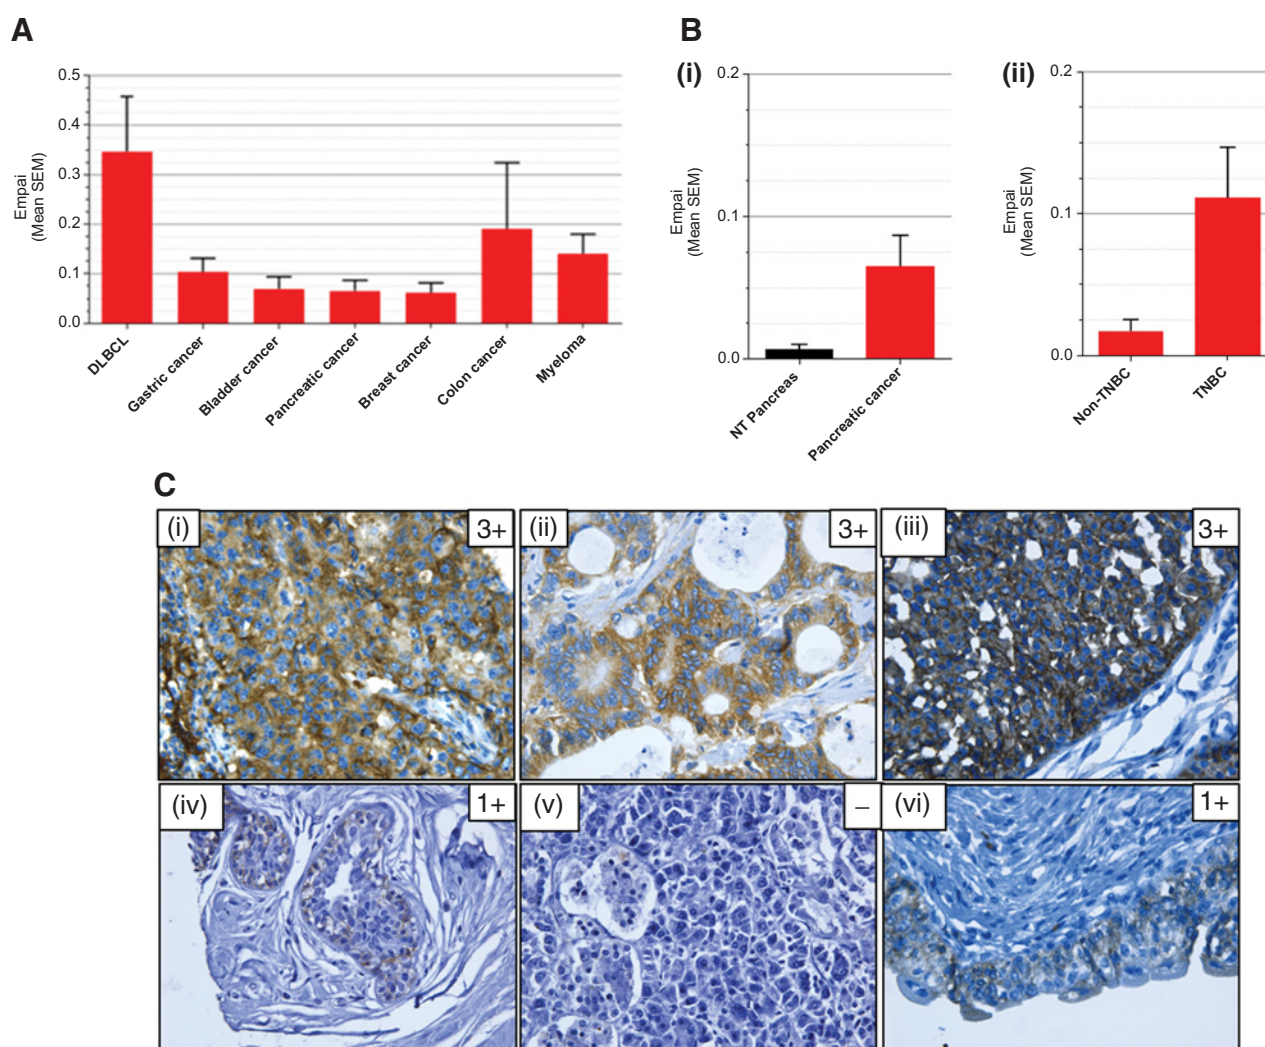 A
Empai
(Mean SEM)
0.5
0.4
0.3
0.2
0.1
0.0
DLBCL
Gastric cancer
Bladder cancer
Pancreatic cancer
Breast cancer
Colon cancer
Myeloma
B
(i)
Empai
(Mean SEM)
0.2
0.1
0.0
NT Pancreas
Pancreatic cancer
(ii)
Empai
(Mean SEM)
0.2
0.1
0.0
Non-TNBC
TNBC
C
(i)
3+
(ii)
3+
(iii)
3+
(iv)
1+
(v)
–
(vi)
1+